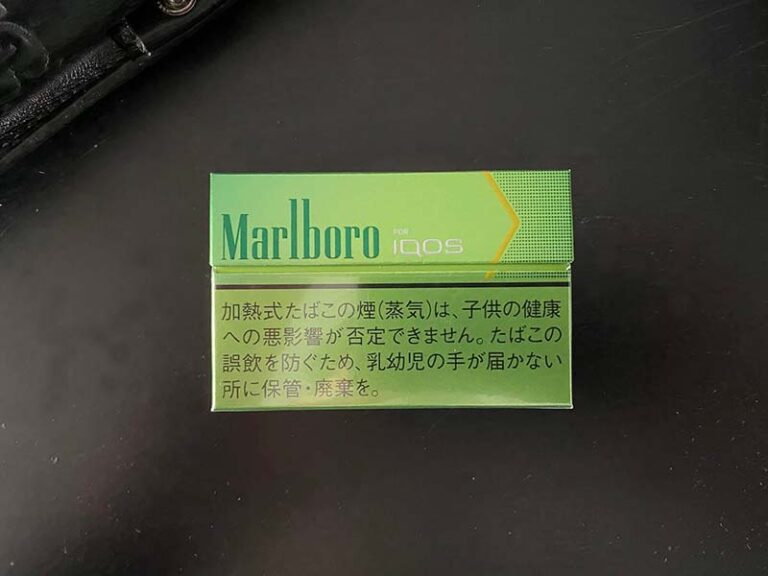 Marlboro FOR IQOS
加熱式たばこの煙(蒸気)は、子供の健康
への悪影響が否定できません。たばこの
誤飲を防ぐため、乳幼児の手が届かない
所に保管・廃棄を。